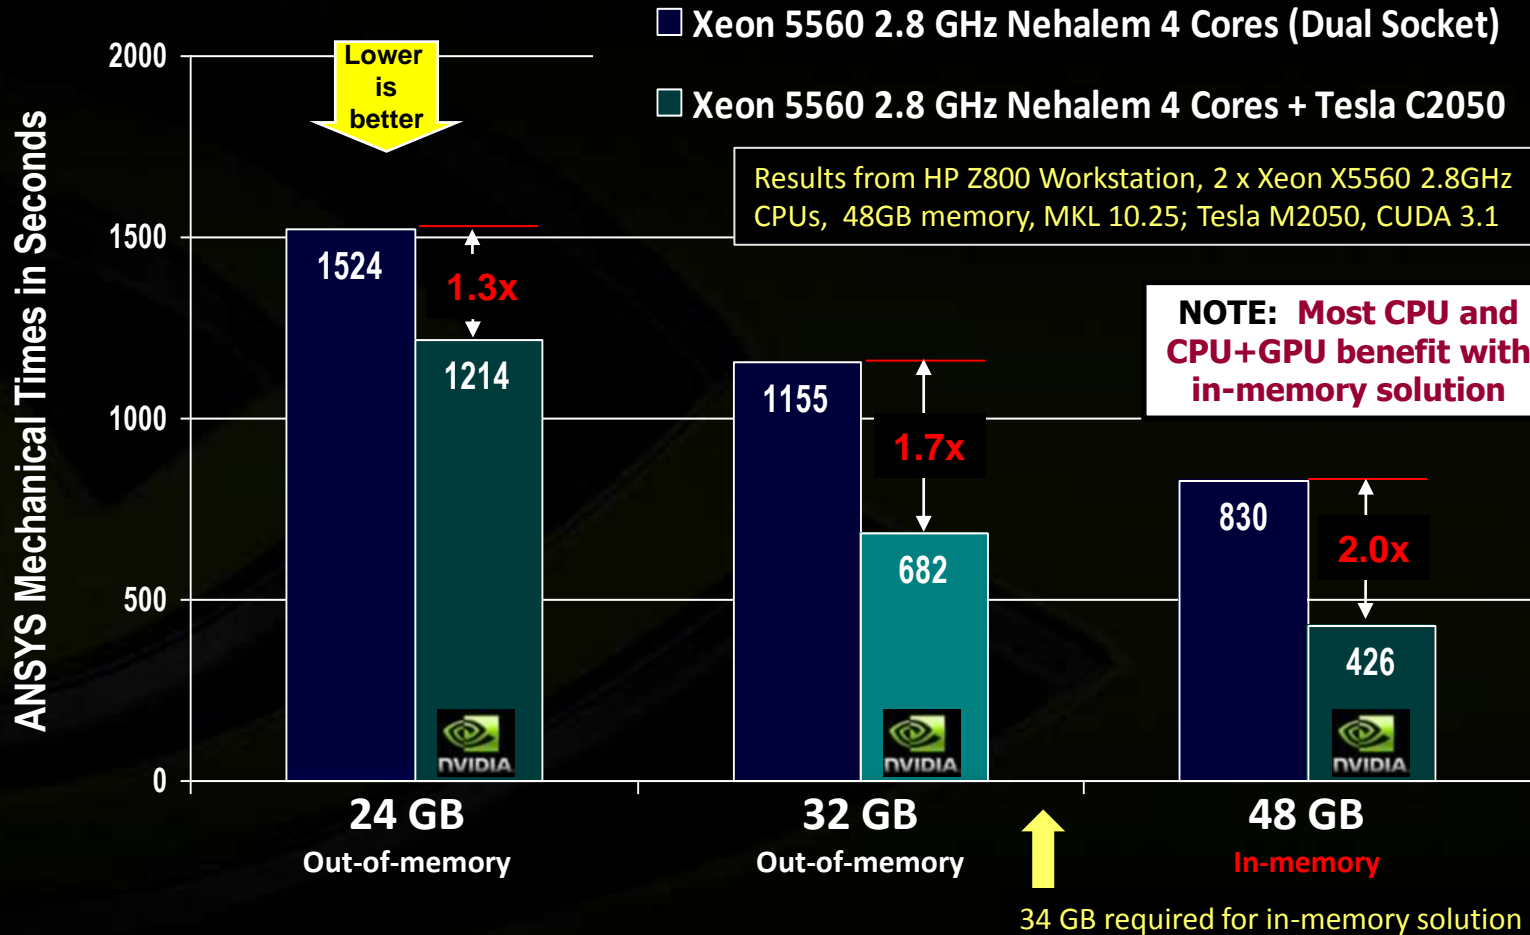 Xeon 5560 2.8 GHz Nehalem 4 Cores (Dual Socket)
Xeon 5560 2.8 GHz Nehalem 4 Cores + Tesla C2050
Lower
is
better
Results from HP Z800 Workstation, 2 x Xeon X5560 2.8GHz
CPUs, 48GB memory, MKL 10.25; Tesla M2050, CUDA 3.1
NOTE: Most CPU and
CPU+GPU benefit with
in-memory solution
ANSYS Mechanical Times in Seconds
2000
1500
1000
500
0
1524
1.3x
1214
NVIDIA
1155
1.7x
682
NVIDIA
830
2.0x
426
NVIDIA
24 GB
Out-of-memory
32 GB
Out-of-memory
48 GB
In-memory
34 GB required for in-memory solution